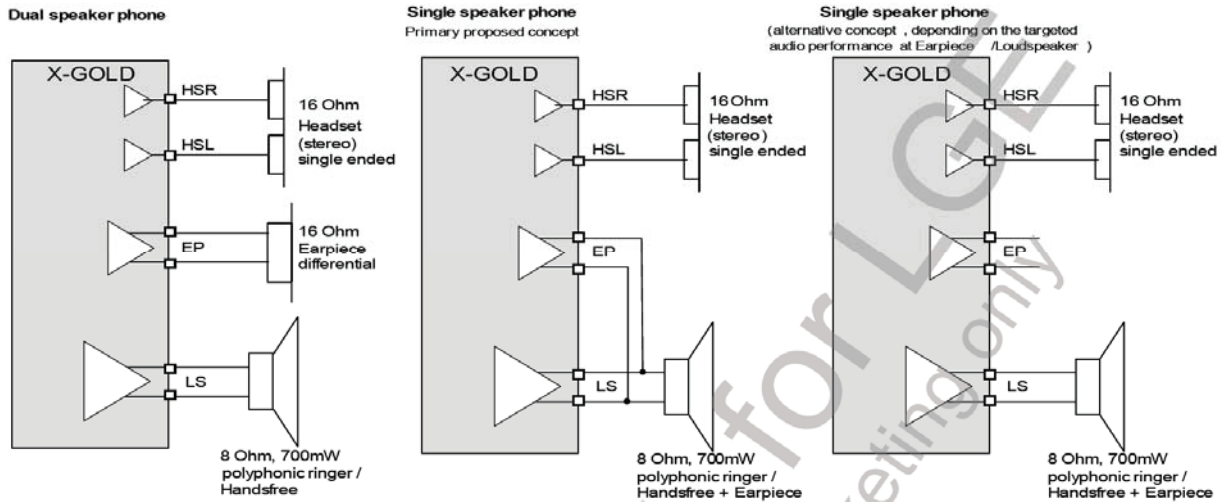 Dual speaker phone
X-GOLD
HSR
HSL
16 Ohm
Headset
(stereo)
single ended
EP
16 Ohm
Earpiece
differential
LS
8 Ohm, 700mW
polyphonic ringer /
Handsfree
Single speaker phone
Primary proposed concept
X-GOLD
HSR
HSL
16 Ohm
Headset
(stereo )
single ended
EP
LS
8 Ohm, 700mW
polyphonic ringer /
Handsfree + Earpiece
Single speaker phone
(alternative concept , depending on the targeted
audio performance at Earpiece /Loudspeaker )
X-GOLD
HSR
HSL
16 Ohm
Headset
(stereo )
single ended
EP
LS
8 Ohm, 700mW
polyphonic ringer /
Handsfree + Earpiece
for LGE
only